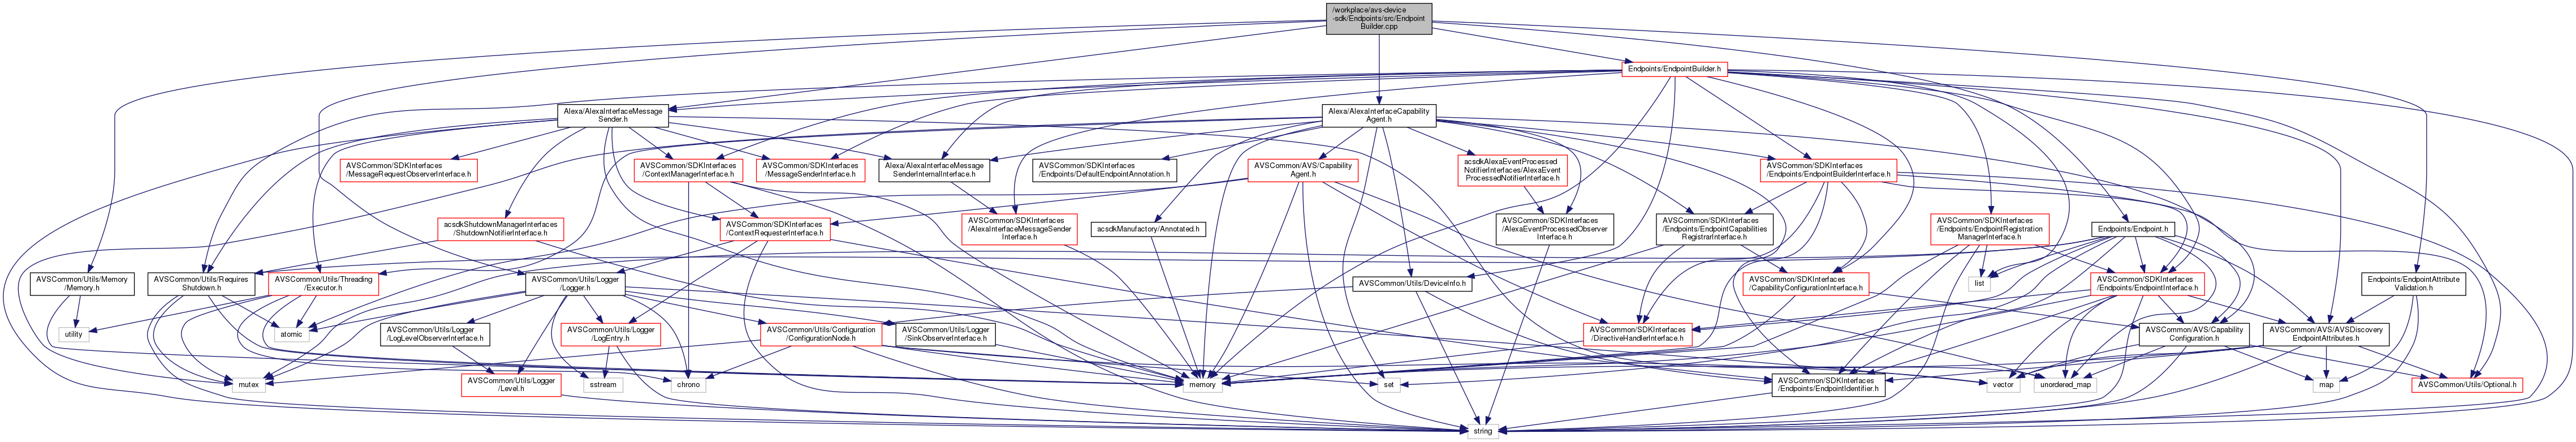 /workplace/avs-device
-sdk/Endpoints/src/Endpoint
Builder.cpp
Endpoints/EndpointBuilder.h
Alexa/AlexaInterfaceMessage
Sender.h
Alexa/AlexaInterfaceCapability
Agent.h
AVSCommon/SDKInterfaces
/MessageRequestObserverInterface.h
AVSCommon/SDKInterfaces
/ContextManagerInterface.h
AVSCommon/SDKInterfaces
/MessageSenderInterface.h
Alexa/AlexaInterfaceMessage
SenderInternalInterface.h
AVSCommon/SDKInterfaces
/Endpoints/DefaultEndpointAnnotation.h
AVSCommon/AVS/Capability
Agent.h
acsdkAlexaEventProcessed
NotifierInterfaces/AlexaEvent
ProcessedNotifierInterface.h
AVSCommon/SDKInterfaces
/Endpoints/EndpointBuilderInterface.h
acsdkShutdownManagerInterfaces
/ShutdownNotifierInterface.h
AVSCommon/SDKInterfaces
/ContextRequesterInterface.h
AVSCommon/SDKInterfaces
/AlexaInterfaceMessageSender
Interface.h
acsdkManufactory/Annotated.h
AVSCommon/SDKInterfaces
/AlexaEventProcessedObserver
Interface.h
AVSCommon/SDKInterfaces
/Endpoints/EndpointCapabilities
RegistrarInterface.h
AVSCommon/SDKInterfaces
/Endpoints/EndpointRegistration
ManagerInterface.h
Endpoints/Endpoint.h
AVSCommon/Utils/Memory
/Memory.h
AVSCommon/Utils/Requires
Shutdown.h
AVSCommon/Utils/Threading
/Executor.h
AVSCommon/Utils/Logger
/Logger.h
AVSCommon/Utils/DeviceInfo.h
AVSCommon/SDKInterfaces
/CapabilityConfigurationInterface.h
list
AVSCommon/SDKInterfaces
/Endpoints/EndpointInterface.h
Endpoints/EndpointAttribute
Validation.h
utility
atomic
AVSCommon/Utils/Logger
/LogLevelObserverInterface.h
AVSCommon/Utils/Logger
/LogEntry.h
AVSCommon/Utils/Configuration
/ConfigurationNode.h
AVSCommon/Utils/Logger
/SinkObserverInterface.h
AVSCommon/SDKInterfaces
/DirectiveHandlerInterface.h
AVSCommon/AVS/Capability
Configuration.h
AVSCommon/AVS/AVSDiscovery
EndpointAttributes.h
mutex
AVSCommon/Utils/Logger
/Level.h
sstream
chrono
memory
set
AVSCommon/SDKInterfaces
/Endpoints/EndpointIdentifier.h
vector
unordered_map
map
AVSCommon/Utils/Optional.h
string